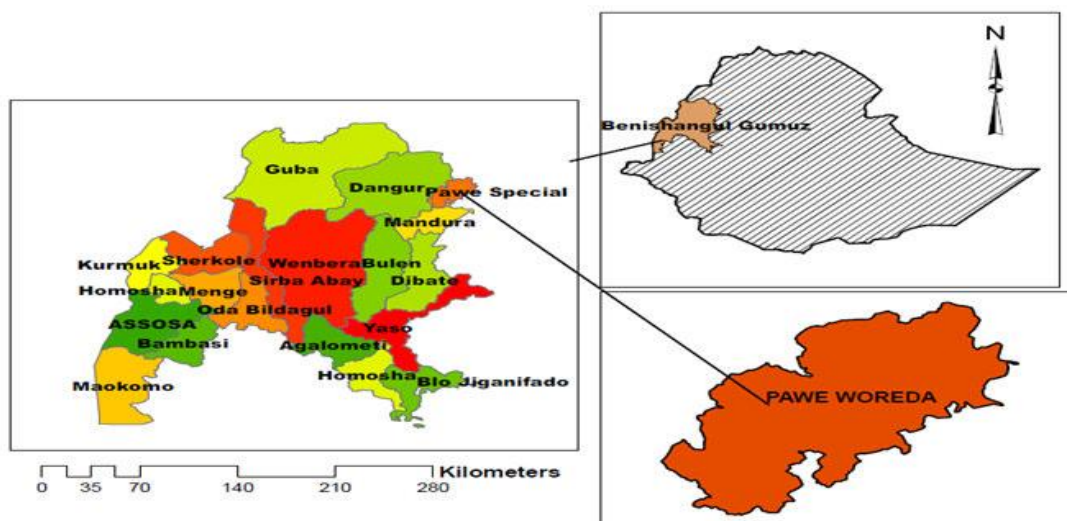 N
Benishangul Gumuz
Guba
Dangur
Pawe Special
Mandura
Kurmuk
Sherkole
Wenbera
Bulen
Homosha
Menge
Sirba Abay
Dibate
Oda Bildagul
ASSOSA
Yaso
Bambasi
Agalometi
Maokomo
Homosha
Blo Jiganifado
PAWE WOREDA
Kilometers
0 35 70 140 210 280